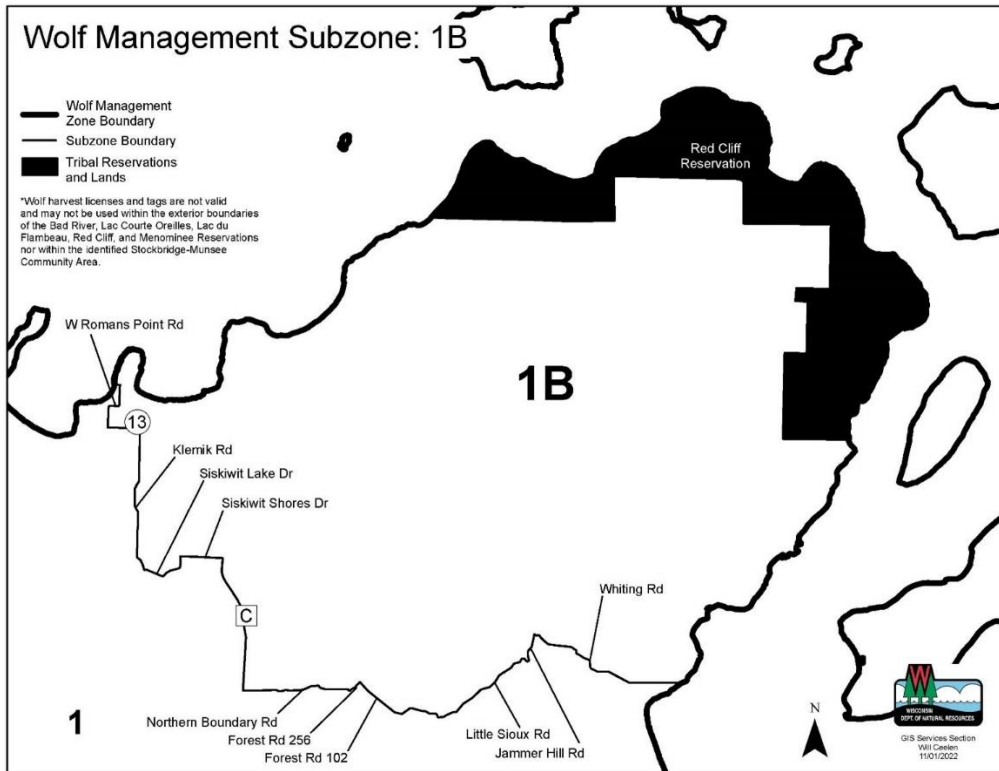 Wolf Management Subzone: 1B
Wolf Management
Zone Boundary
Subzone Boundary
Tribal Reservations
and Lands
*Wolf harvest licenses and tags are not valid
and may not be used within the exterior boundaries
of the Bad River, Lac Courte Oreilles, Lac du
Flambeau, Red Cliff, and Menominee Reservations
nor within the identified Stockbridge-Munsee
Community Area.
Red Cliff
Reservation
W Romans Point Rd
1B
13
Klemik Rd
Siskiwit Lake Dr
Siskiwit Shores Dr
C
Whiting Rd
1
Northern Boundary Rd
Forest Rd 256
Forest Rd 102
Little Sioux Rd
Jammer Hill Rd
N
W
WISCONSIN
DEPT. OF NATURAL RESOURCES
GIS Services Section
Will Ceelen
11/01/2022